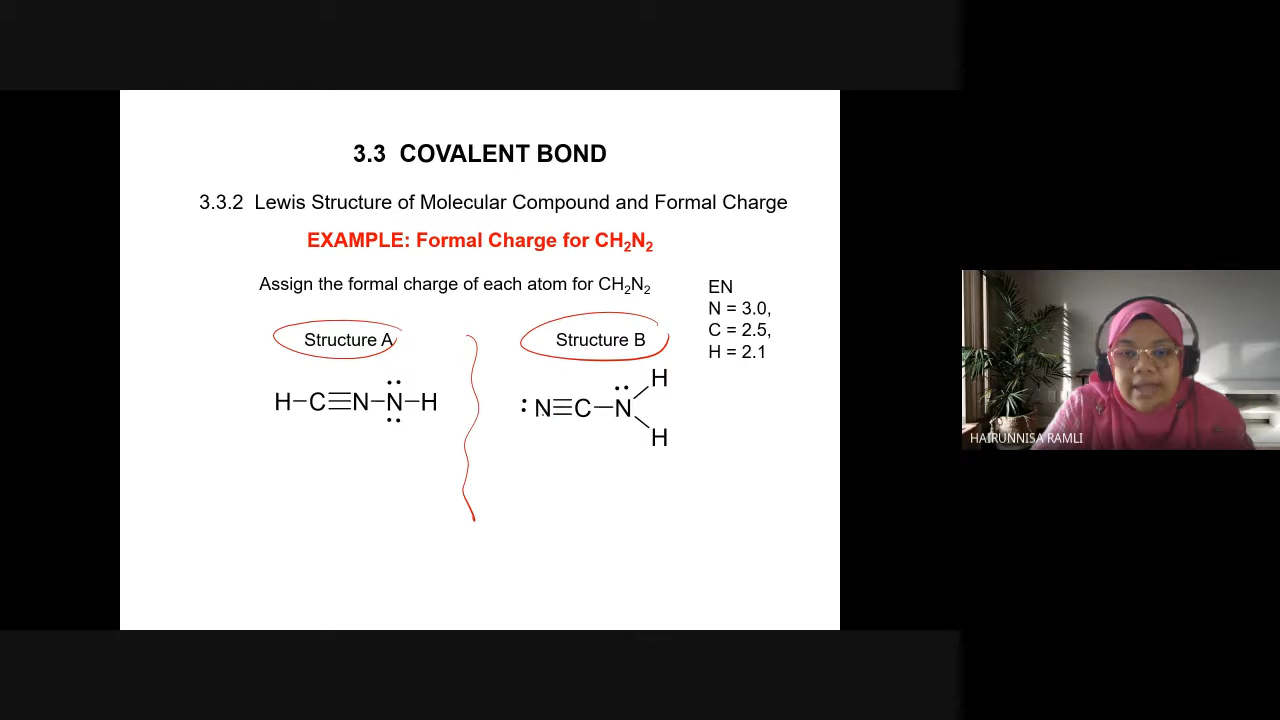 3.3 COVALENT BOND
3.3.2 Lewis Structure of Molecular Compound and Formal Charge
EXAMPLE: Formal Charge for CH₂N₂
Assign the formal charge of each atom for CH₂N₂
EN
N = 3.0,
C = 2.5,
H = 2.1
Structure A
Structure B
H–C≡N–N–H
:N≡C–N
H
H
HAIRUNNISA RAMLI